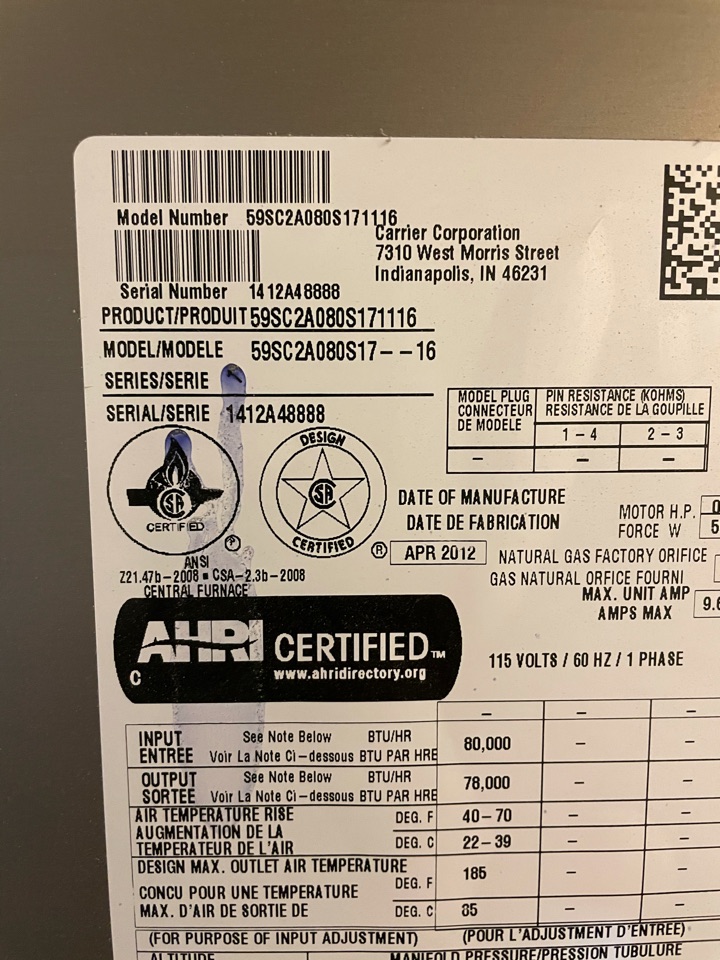 Model Number 59SC2A080S171116
Carrier Corporation
7310 West Morris Street
Indianapolis, IN 46231
Serial Number 1412A48888
PRODUCT/PRODUIT 59SC2A080S171116
MODEL/MODELE 59SC2A080S17--16
SERIES/SERIE
SERIAL/SERIE 1412A48888
MODEL PLUG
CONNECTEUR
DE MODELE
PIN RESISTANCE (KOHMS)
RESISTANCE DE LA GOUPILLE
1-4 2-3
- - -
CSA
CERTIFIED
DESIGN
CSA
CERTIFIED
®
ANSI
Z21.47b-2008 ▪ CSA-2.3b-2008
CENTRAL FURNACE
DATE OF MANUFACTURE
DATE DE FABRICATION
APR 2012
MOTOR H.P.
FORCE W
NATURAL GAS FACTORY ORIFICE
GAS NATURAL ORFICE FOURNI
MAX. UNIT AMP
AMPS MAX
115 VOLTS / 60 HZ / 1 PHASE
AHRI CERTIFIED™
www.ahridirectory.org
C
- - -
INPUT See Note Below BTU/HR
ENTREE Voir La Note Ci-dessous BTU PAR HRE
80,000 - -
OUTPUT See Note Below BTU/HR
SORTEE Voir La Note Ci-dessous BTU PAR HRE
78,000 - -
AIR TEMPERATURE RISE DEG. F 40-70 - -
AUGMENTATION DE LA
TEMPERATEUR DE L'AIR DEG. C 22-39 - -
DESIGN MAX. OUTLET AIR TEMPERATURE
DEG. F 185 - -
CONCU POUR UNE TEMPERATURE
MAX. D'AIR DE SORTIE DE DEG. C 85 - -
(FOR PURPOSE OF INPUT ADJUSTMENT) (POUR L'ADJUSTMENT D'ENTREE)
ALTITUDE MANIFOLD PRESSURE/PRESSION TUBULURE